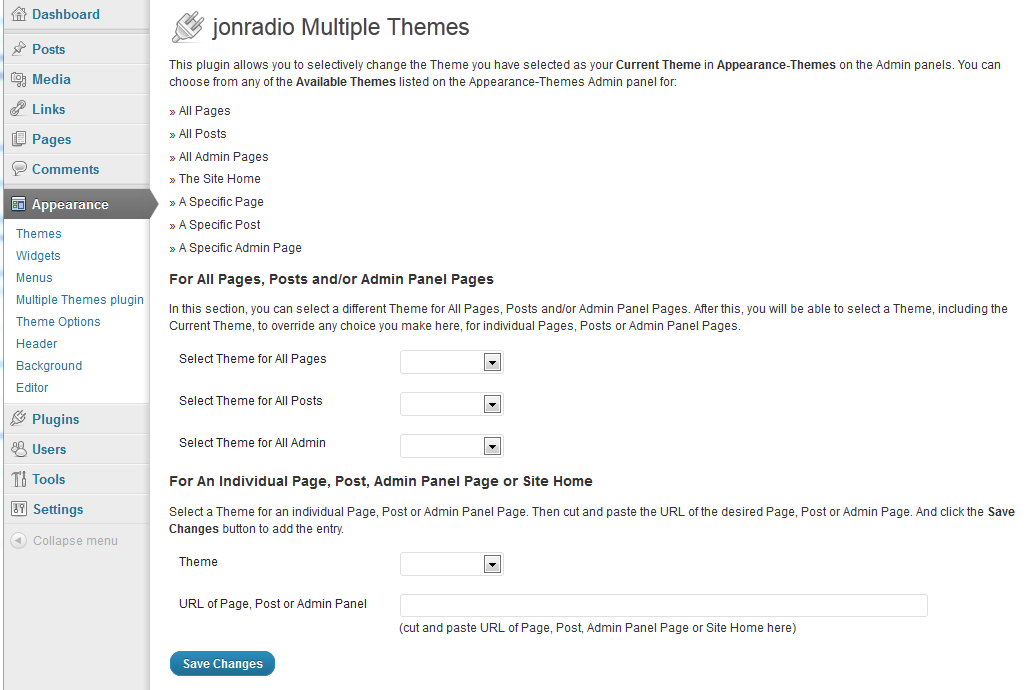 Dashboard
Posts
Media
Links
Pages
Comments
Appearance
Themes
Widgets
Menus
Multiple Themes plugin
Theme Options
Header
Background
Editor
Plugins
Users
Tools
Settings
Collapse menu
jonradio Multiple Themes
This plugin allows you to selectively change the Theme you have selected as your Current Theme in Appearance-Themes on the Admin panels. You can
choose from any of the Available Themes listed on the Appearance-Themes Admin panel for:
» All Pages
» All Posts
» All Admin Pages
» The Site Home
» A Specific Page
» A Specific Post
» A Specific Admin Page
For All Pages, Posts and/or Admin Panel Pages
In this section, you can select a different Theme for All Pages, Posts and/or Admin Panel Pages. After this, you will be able to select a Theme, including the
Current Theme, to override any choice you make here, for individual Pages, Posts or Admin Panel Pages.
Select Theme for All Pages
Select Theme for All Posts
Select Theme for All Admin
For An Individual Page, Post, Admin Panel Page or Site Home
Select a Theme for an individual Page, Post or Admin Panel Page. Then cut and paste the URL of the desired Page, Post or Admin Page. And click the Save
Changes button to add the entry.
Theme
URL of Page, Post or Admin Panel
(cut and paste URL of Page, Post, Admin Panel Page or Site Home here)
Save Changes